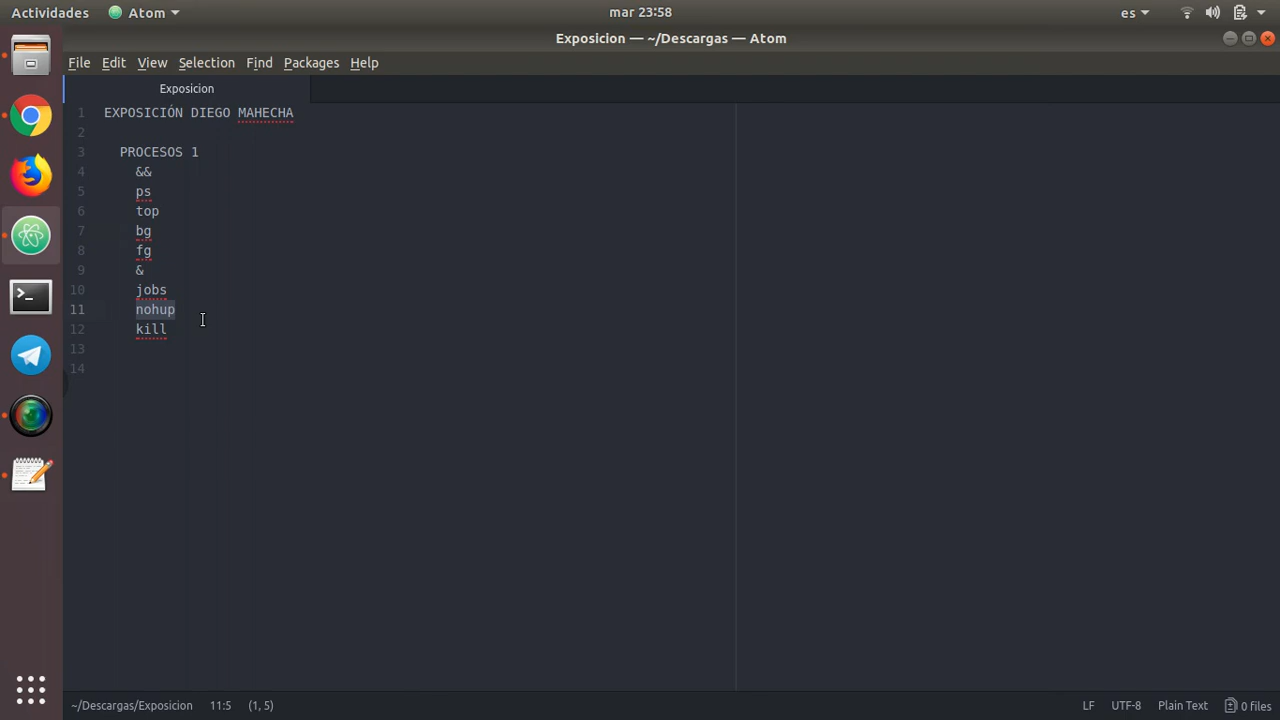 Actividades Atom mar 23:58 es
Exposicion — ~/Descargas — Atom
File Edit View Selection Find Packages Help
Exposicion
1 EXPOSICIÓN DIEGO MAHECHA
2
3 PROCESOS 1
4 &&
5 ps
6 top
7 bg
8 fg
9 &
10 jobs
11 nohup
12 kill
13
14
~/Descargas/Exposicion 11:5 (1, 5) LF UTF-8 Plain Text 0 files